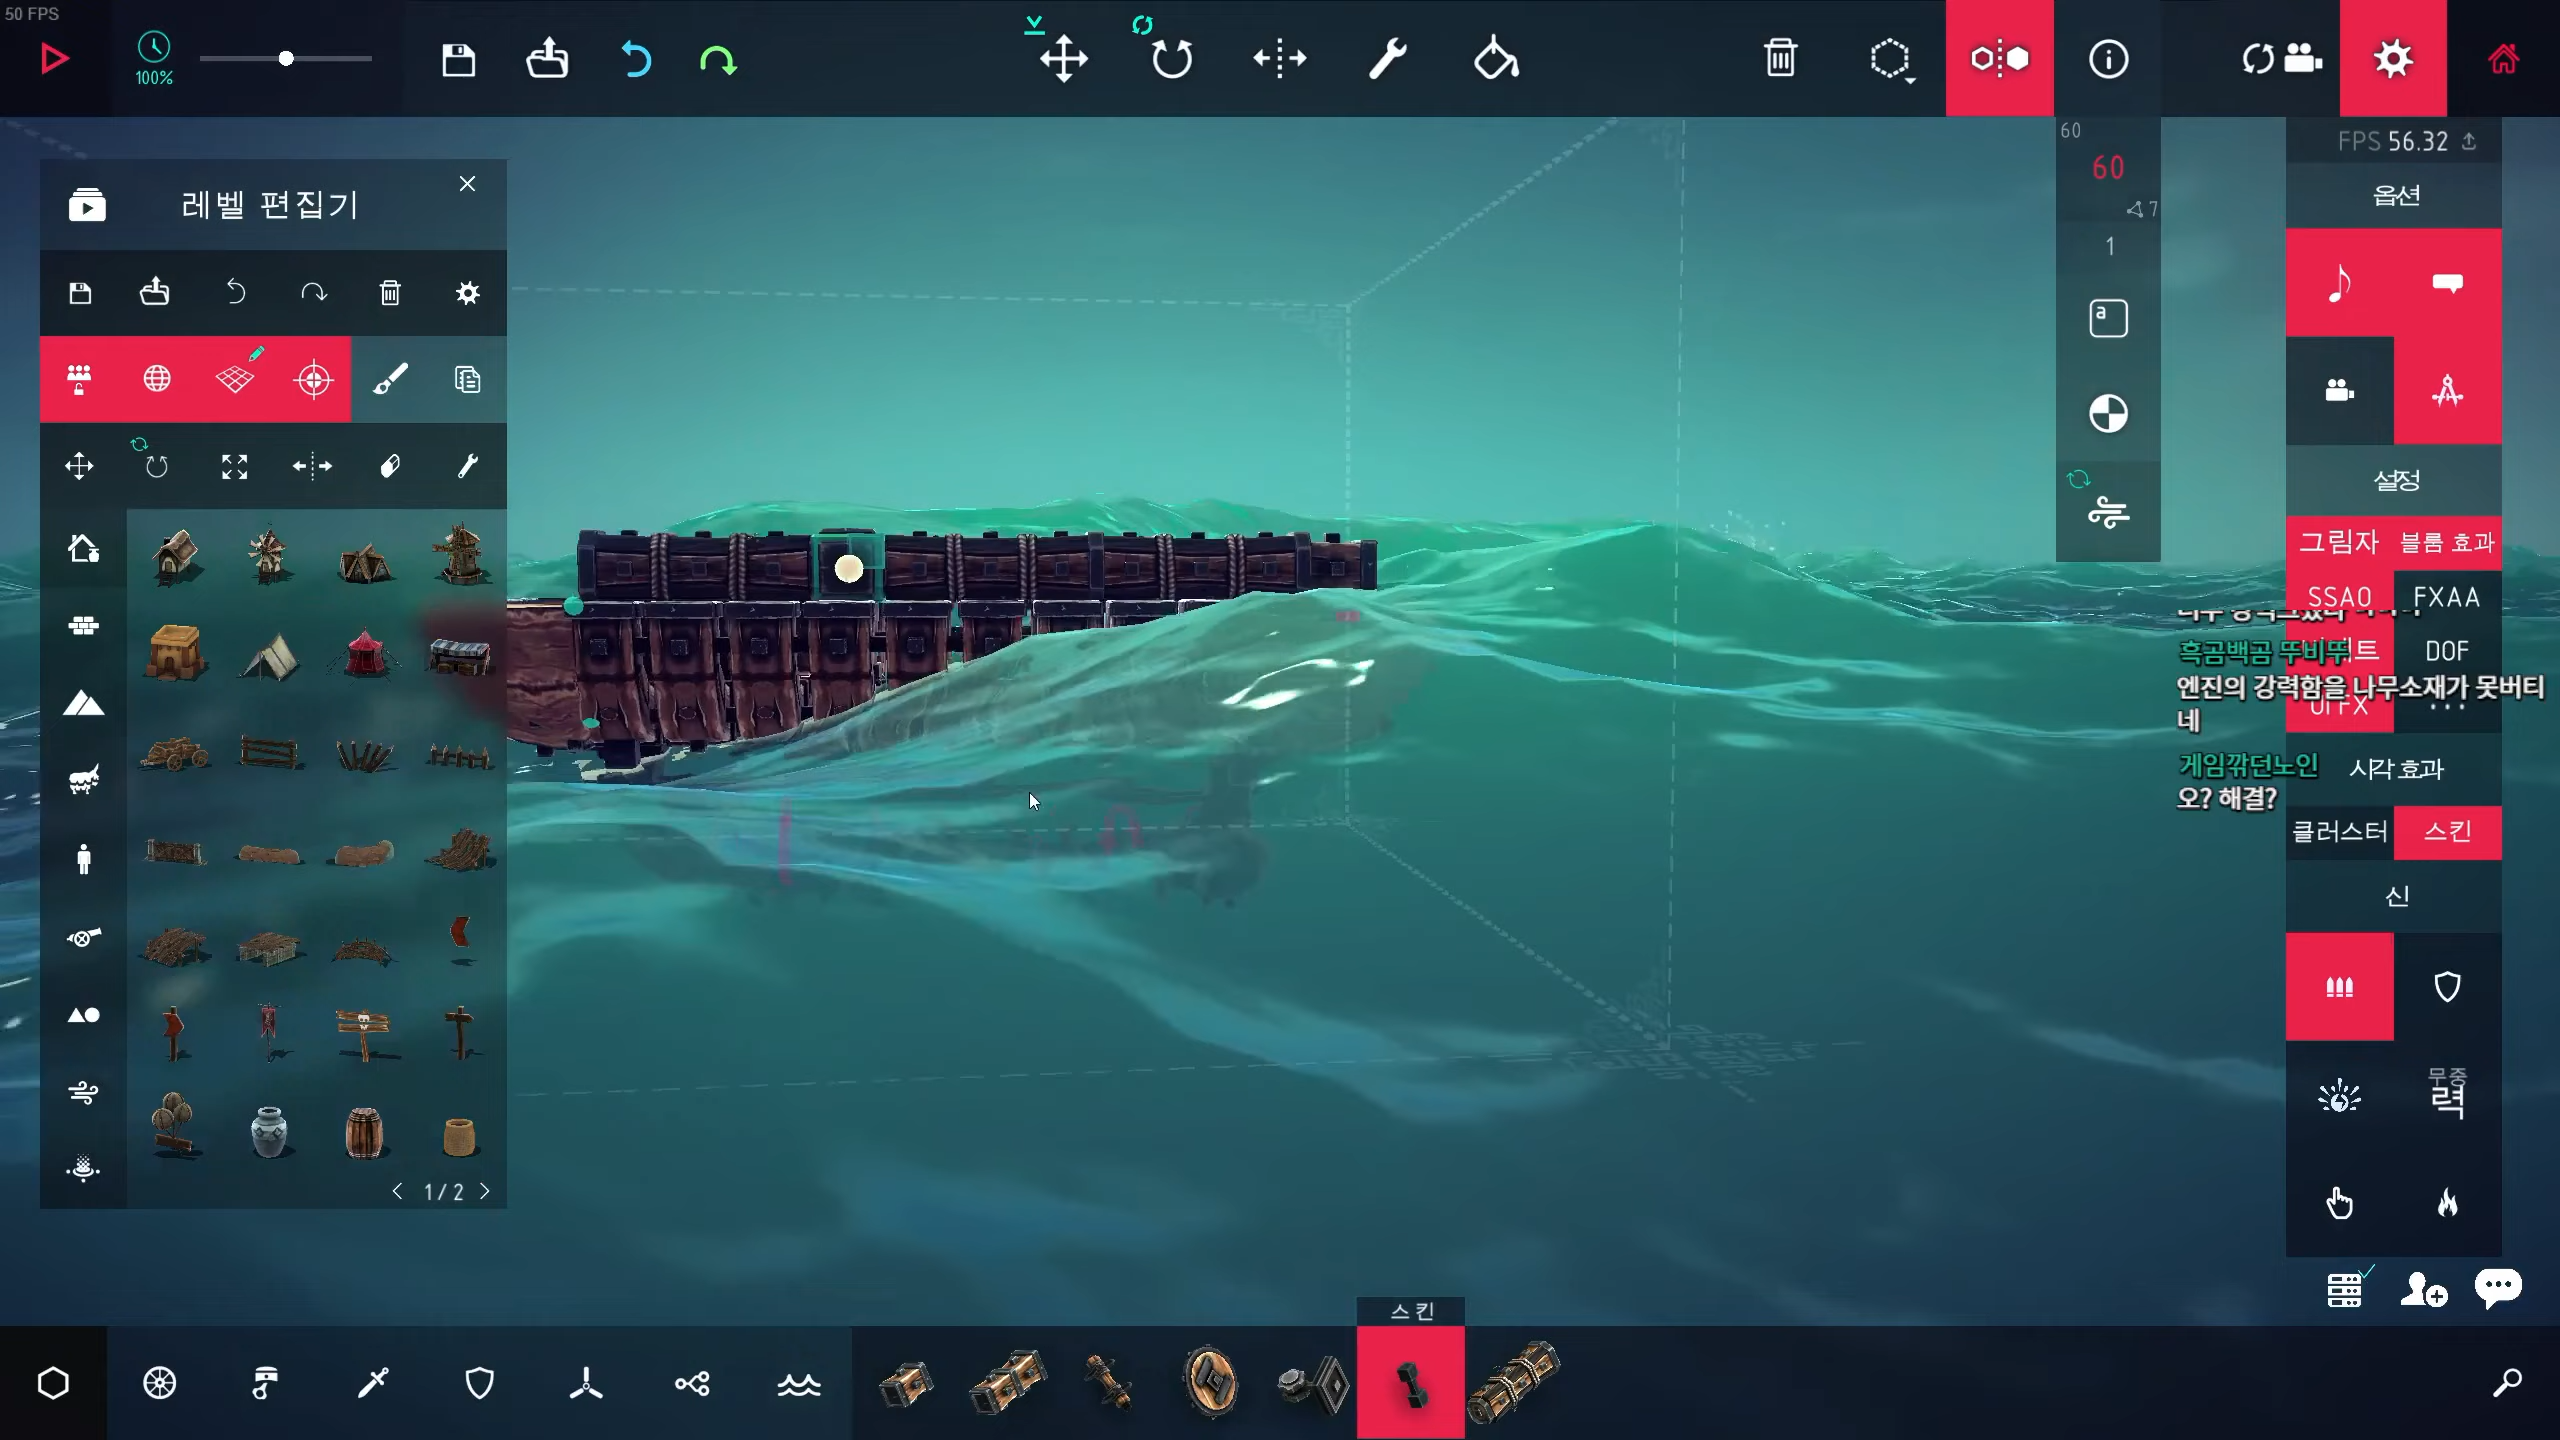 50 FPS
100%
레벨 편집기
1/2
60
60
7
1
a
FPS 56.32
옵션
설정
그림자 블룸 효과
SSAO FXAA
흑곰백곰 뚜비뚜
트 DOF
엔진의 강력함을 나무소재가 못버티
네
게임깎던노인
오? 해결?
시각 효과
클러스터 스킨
신
무중
력
스킨